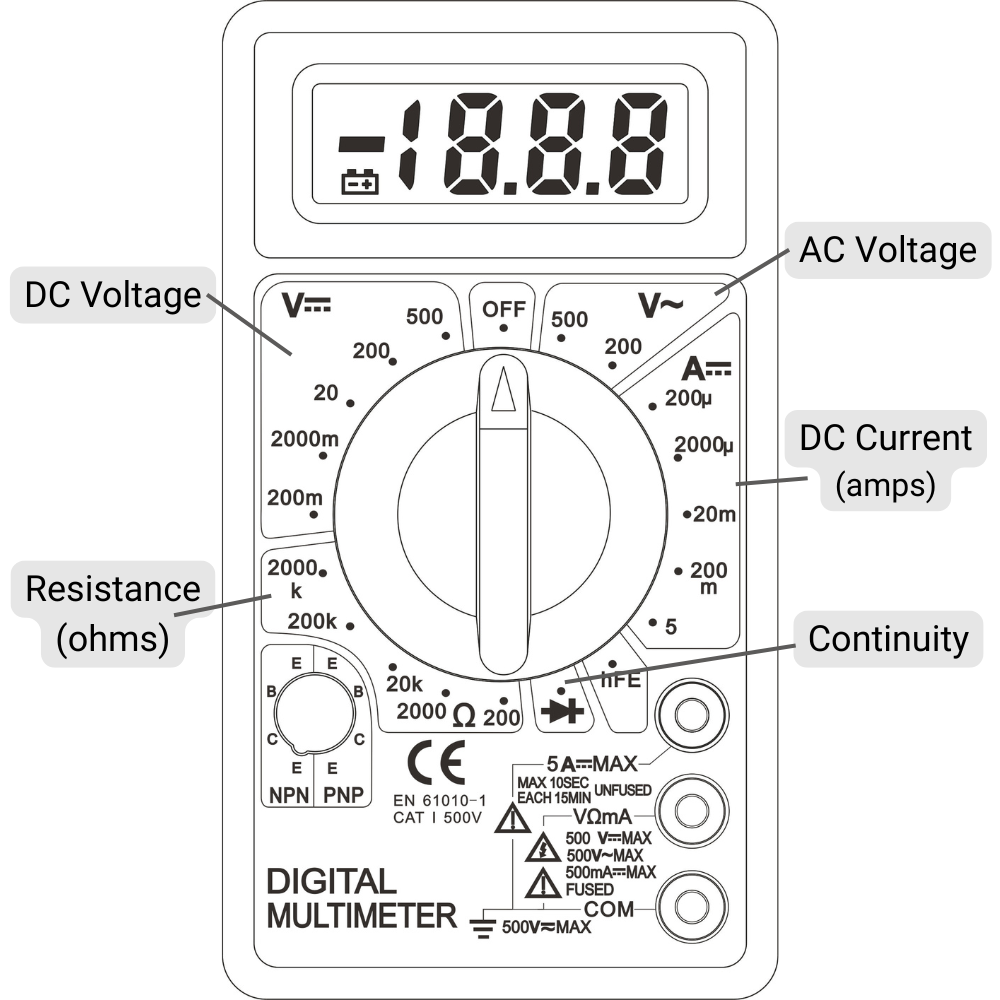 -18.8.8
AC Voltage
DC Voltage
V⎓
500
OFF
500
V~
200
200
A⎓
20
200µ
2000m
2000µ
DC Current
(amps)
200m
20m
2000
k
200
m
Resistance
(ohms)
200k
5
Continuity
20k
hFE
2000 Ω 200
E E
B B
C C
E E
NPN PNP
CE
EN 61010-1
CAT I 500V
5A⎓MAX
MAX 10SEC
EACH 15MIN UNFUSED
VΩmA
500 V⎓MAX
500V~MAX
500mA⎓MAX
FUSED
COM
500V≂MAX
DIGITAL
MULTIMETER